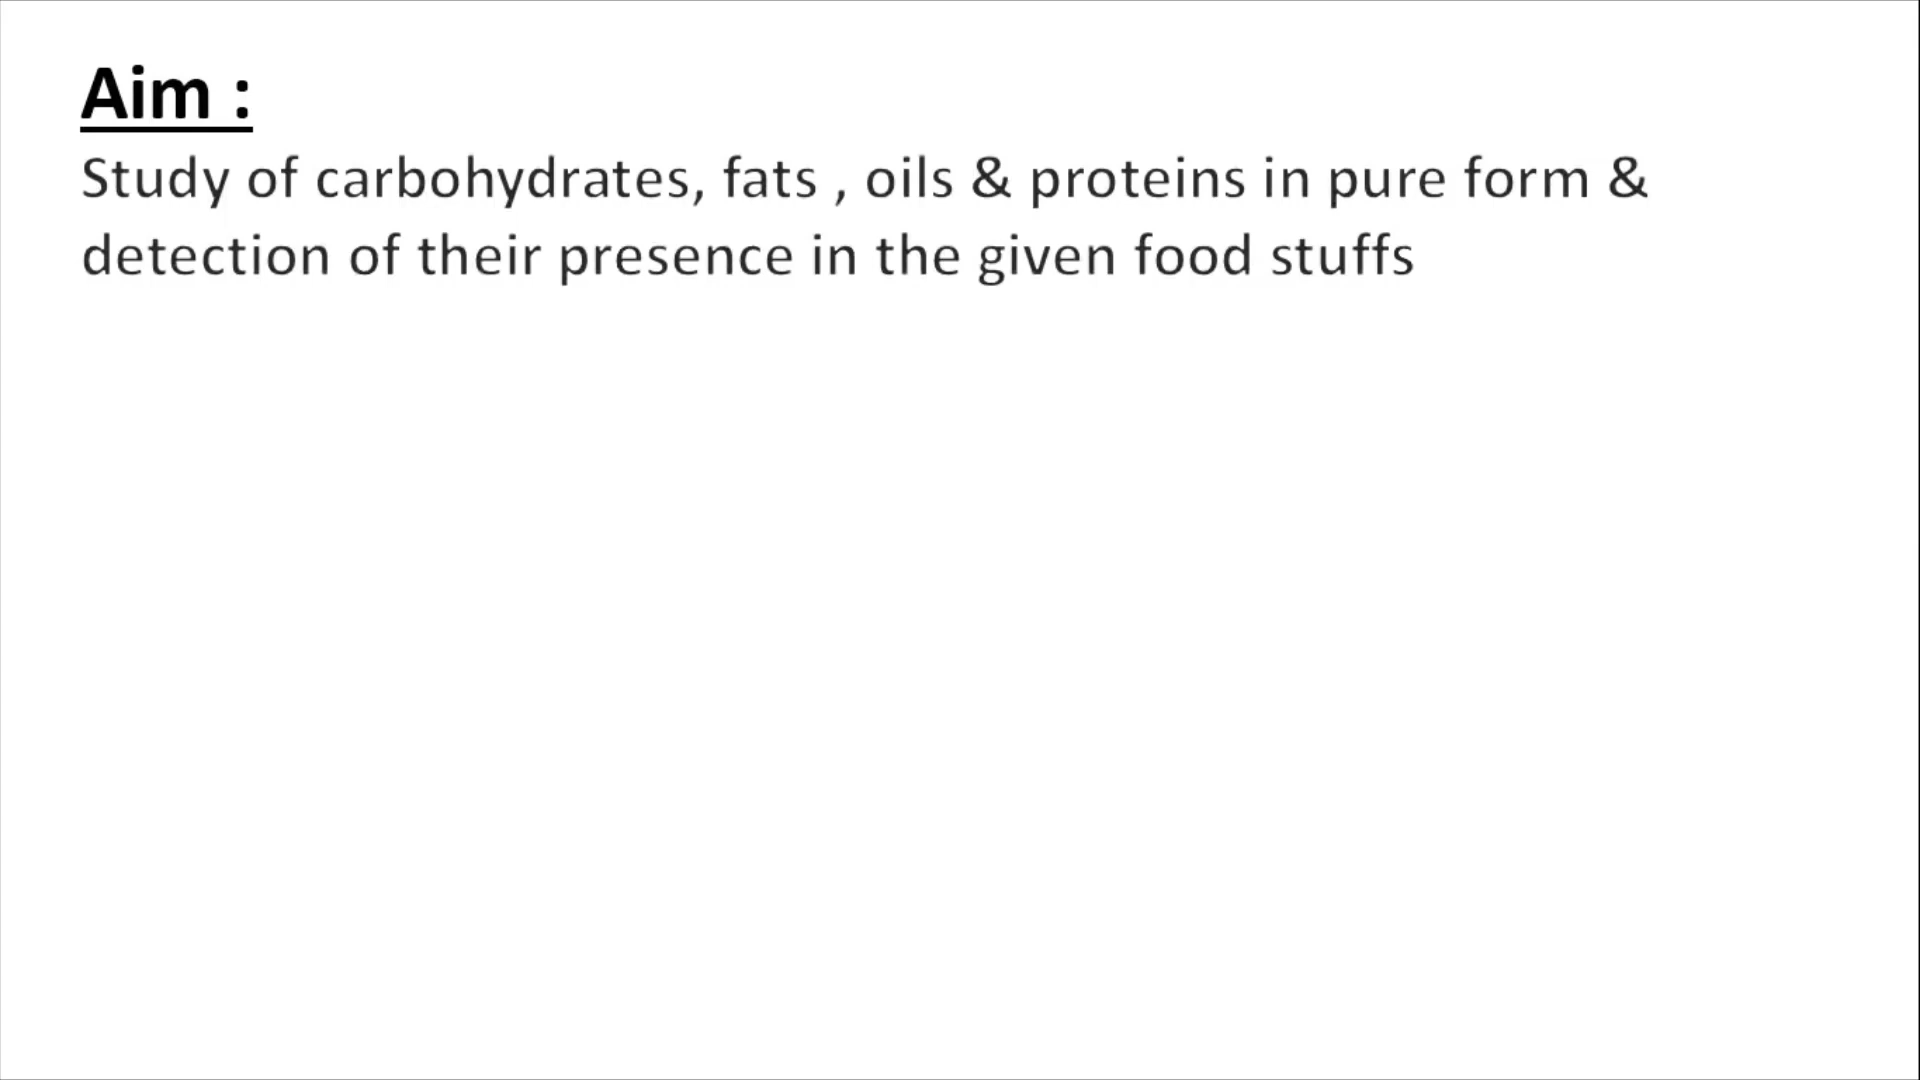 Aim :
Study of carbohydrates, fats , oils & proteins in pure form &
detection of their presence in the given food stuffs